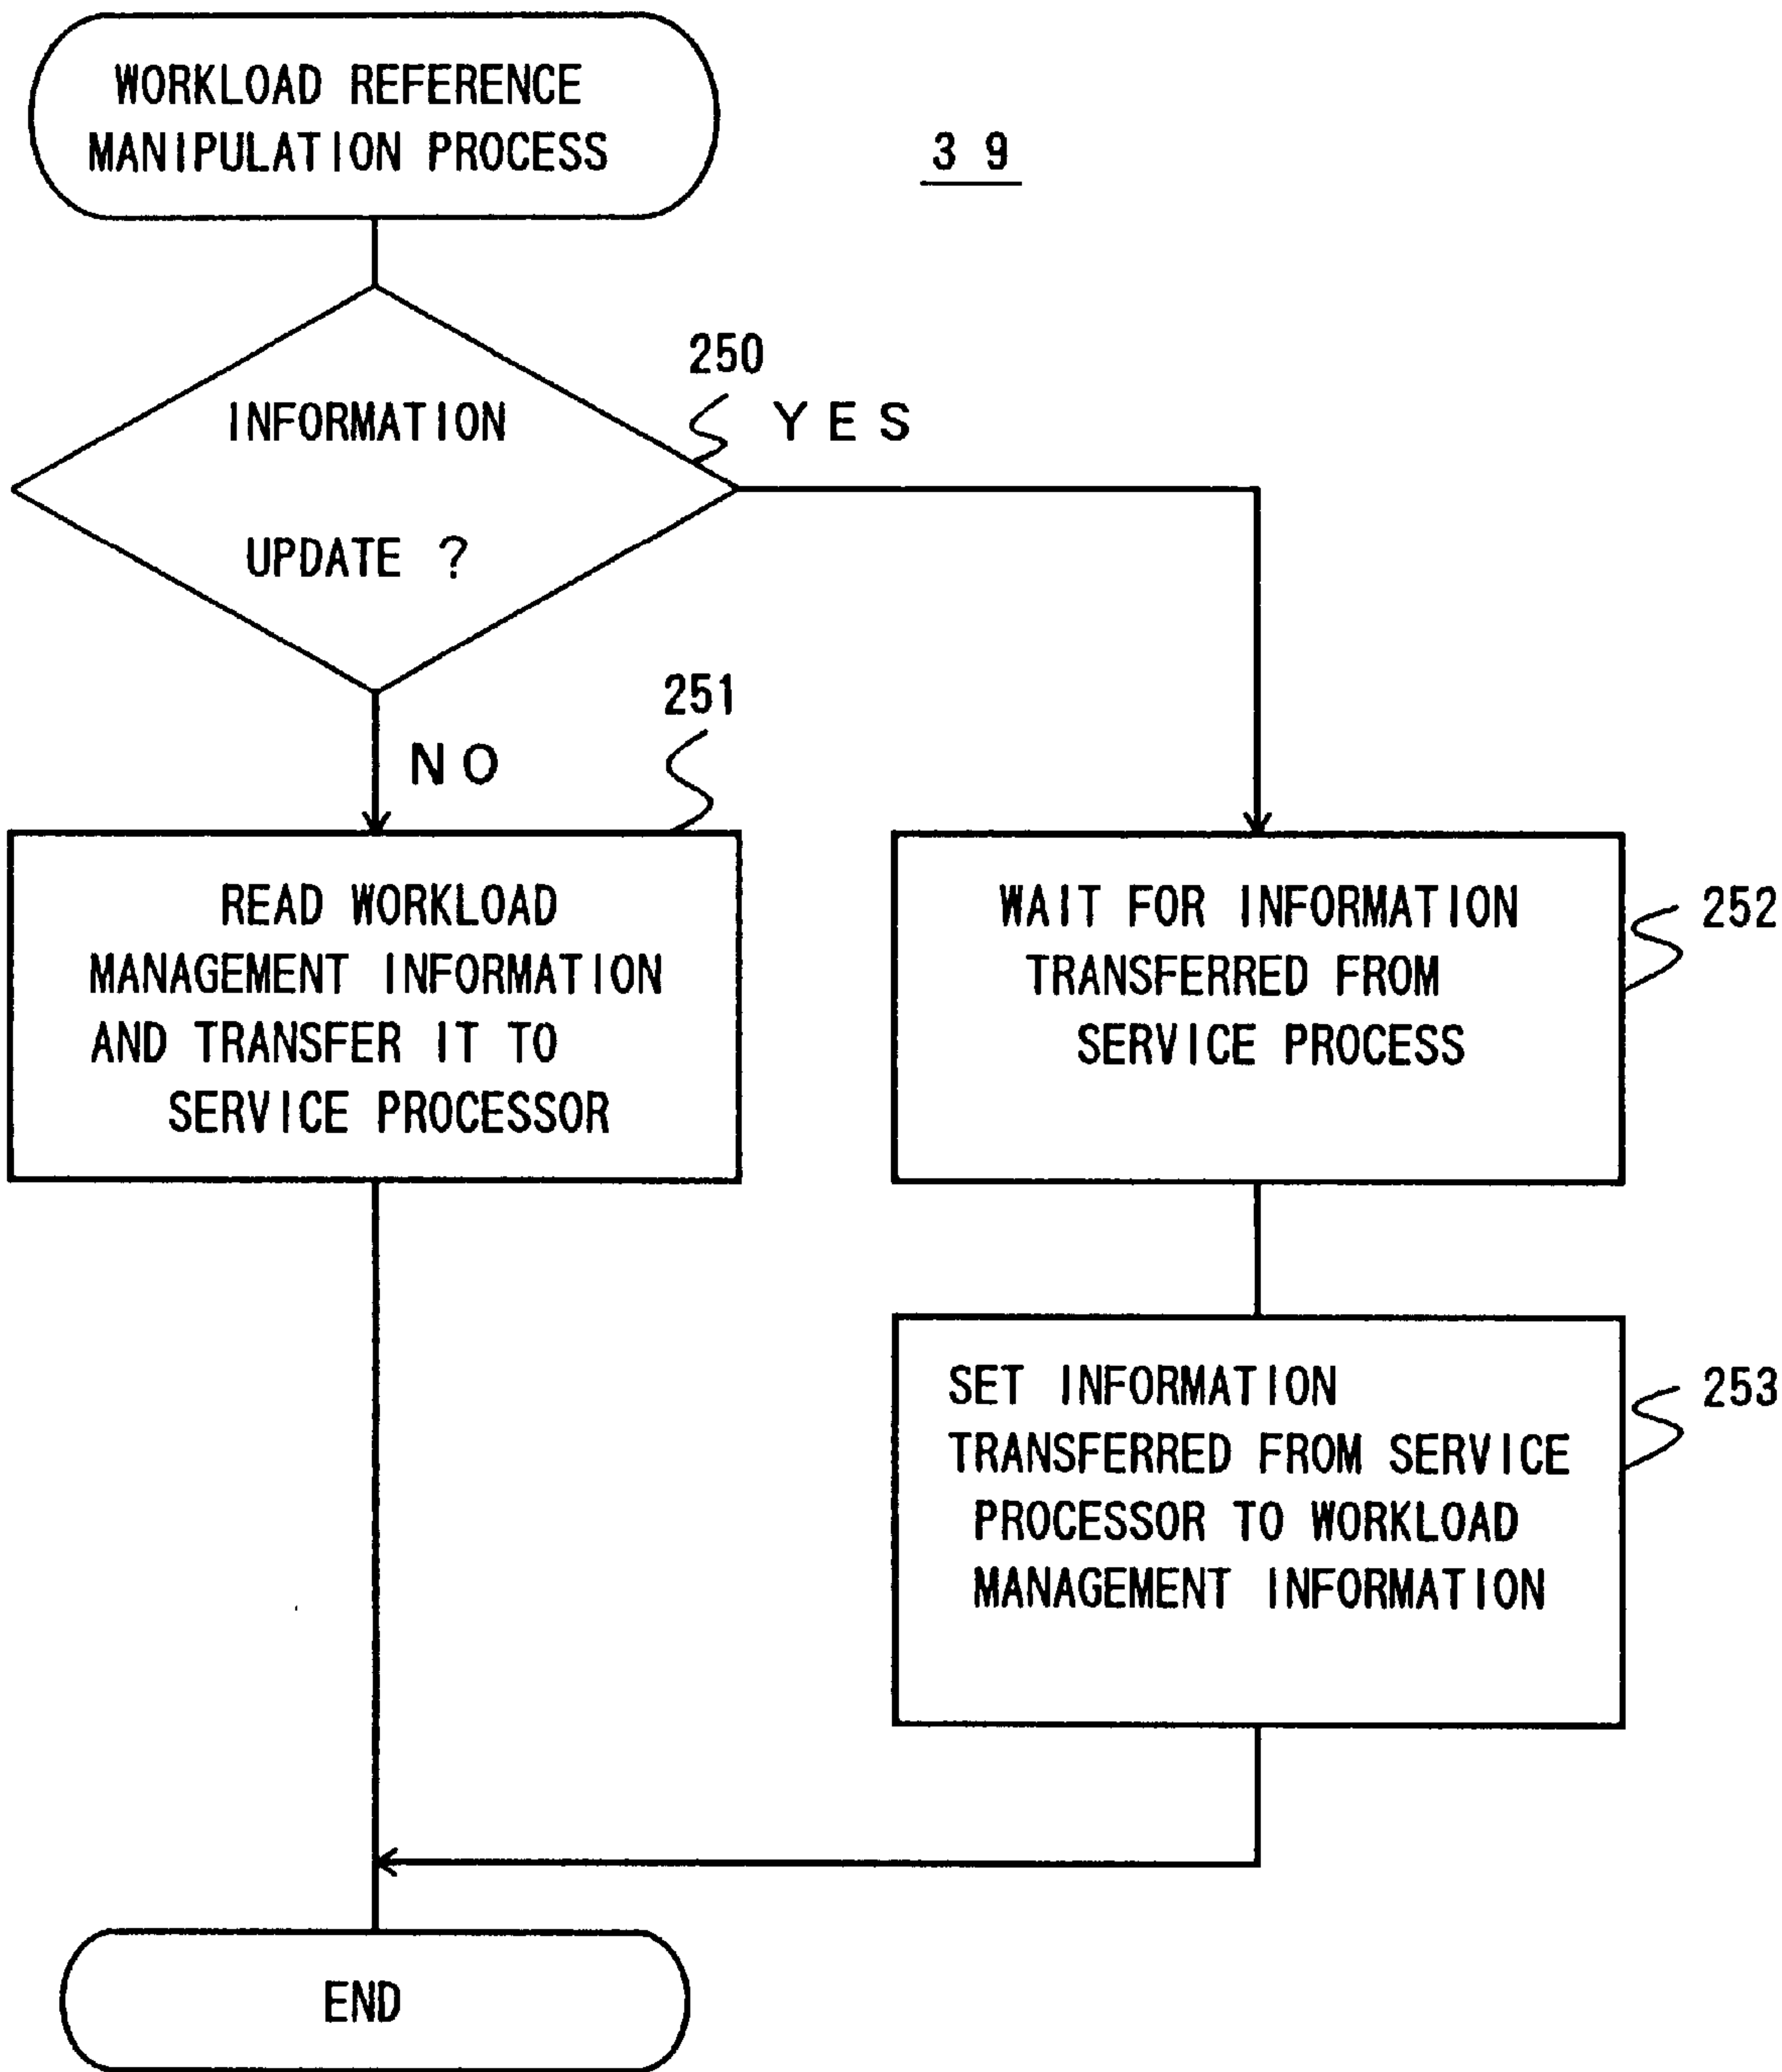 WORKLOAD REFERENCE
MANIPULATION PROCESS
3 9
250
YES
INFORMATION
UPDATE ?
251
NO
READ WORKLOAD
MANAGEMENT INFORMATION
AND TRANSFER IT TO
SERVICE PROCESSOR
WAIT FOR INFORMATION
TRANSFERRED FROM
SERVICE PROCESS
252
SET INFORMATION
TRANSFERRED FROM SERVICE
PROCESSOR TO WORKLOAD
MANAGEMENT INFORMATION
253
END